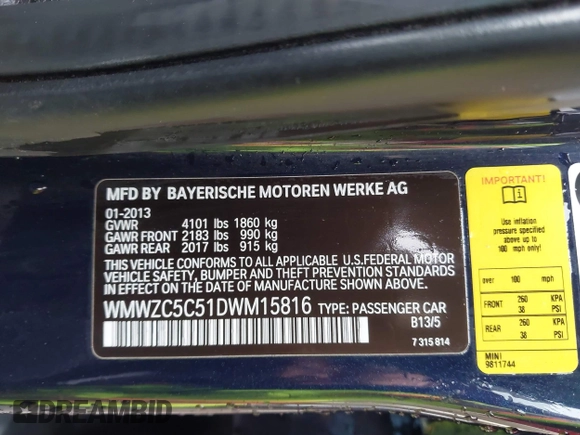 MFD BY BAYERISCHE MOTOREN WERKE AG
01-2013
GVWR 4101 lbs 1860 kg
GAWR FRONT 2183 lbs 990 kg
GAWR REAR 2017 lbs 915 kg
THIS VEHICLE CONFORMS TO ALL APPLICABLE U.S.FEDERAL MOTOR
VEHICLE SAFETY, BUMPER AND THEFT PREVENTION STANDARDS
IN EFFECT ON THE DATE OF MANUFACTURE SHOWN ABOVE.
WMWZC5C51DWM15816 TYPE: PASSENGER CAR
B13/5
7 315 814
IMPORTANT!
Use inflation
pressure specified
above up to
100 mph only!
over 100 mph
FRONT 260 KPA
38 PSI
REAR 260 KPA
38 PSI
MINI
9811744
DREAMBID